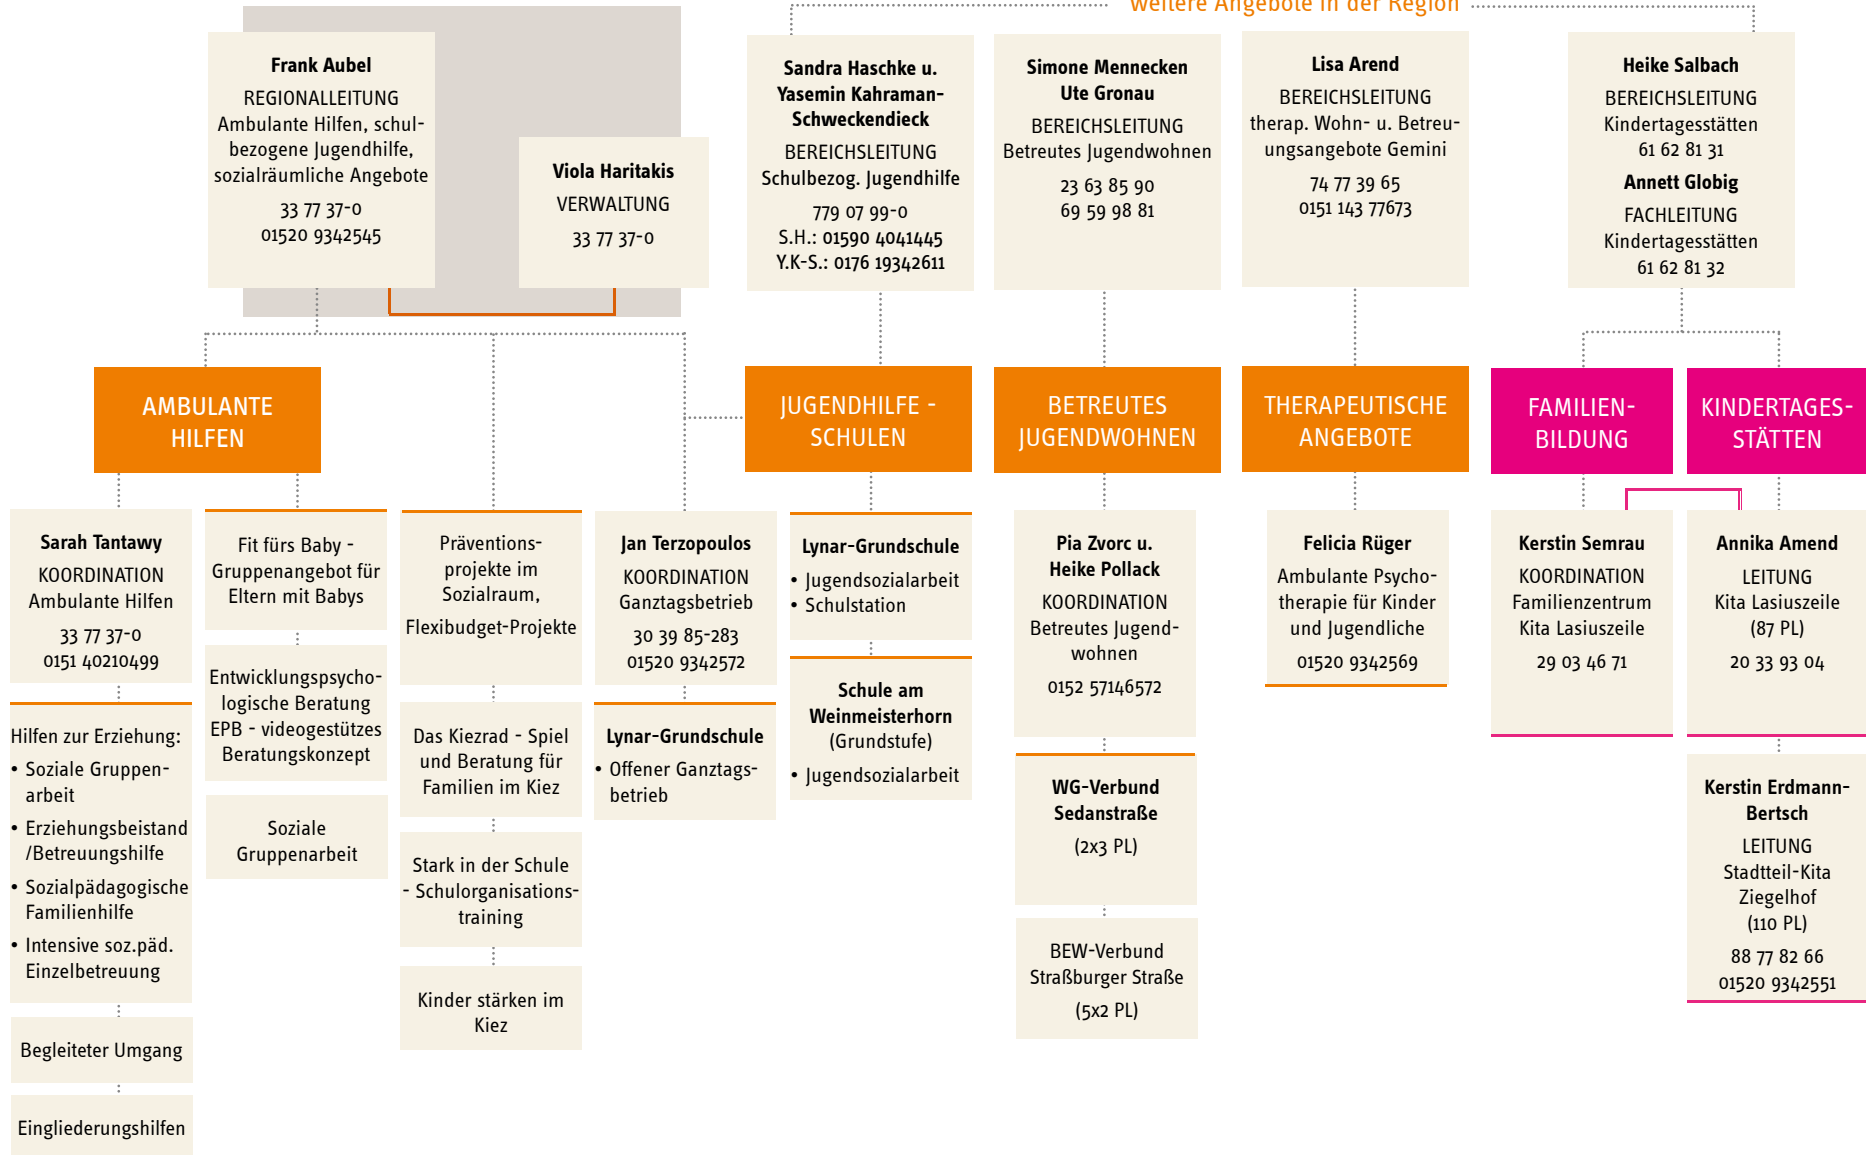 weitere Angebote in der Region
Frank Aubel
REGIONALLEITUNG
Ambulante Hilfen, schul-
bezogene Jugendhilfe,
sozialräumliche Angebote
33 77 37-0
01520 9342545
Viola Haritakis
VERWALTUNG
33 77 37-0
Sandra Haschke u.
Yasemin Kahraman-
Schweckendieck
BEREICHSLEITUNG
Schulbezog. Jugendhilfe
779 07 99-0
S.H.: 01590 4041445
Y.K-S.: 0176 19342611
Simone Mennecken
Ute Gronau
BEREICHSLEITUNG
Betreutes Jugendwohnen
23 63 85 90
69 59 98 81
Lisa Arend
BEREICHSLEITUNG
therap. Wohn- u. Betreu-
ungsangebote Gemini
74 77 39 65
0151 143 77673
Heike Salbach
BEREICHSLEITUNG
Kindertagesstätten
61 62 81 31
Annett Globig
FACHLEITUNG
Kindertagesstätten
61 62 81 32
AMBULANTE
HILFEN
JUGENDHILFE -
SCHULEN
BETREUTES
JUGENDWOHNEN
THERAPEUTISCHE
ANGEBOTE
FAMILIEN-
BILDUNG
KINDERTAGES-
STÄTTEN
Sarah Tantawy
KOORDINATION
Ambulante Hilfen
33 77 37-0
0151 40210499
Hilfen zur Erziehung:
• Soziale Gruppen-
arbeit
• Erziehungsbeistand
/Betreuungshilfe
• Sozialpädagogische
Familienhilfe
• Intensive soz.päd.
Einzelbetreuung
Begleiteter Umgang
Eingliederungshilfen
Fit fürs Baby -
Gruppenangebot für
Eltern mit Babys
Entwicklungspsycho-
logische Beratung
EPB - videogestütztes
Beratungskonzept
Soziale
Gruppenarbeit
Präventions-
projekte im
Sozialraum,
Flexibudget-Projekte
Das Kiezrad - Spiel
und Beratung für
Familien im Kiez
Stark in der Schule
- Schulorganisations-
training
Kinder stärken im
Kiez
Jan Terzopoulos
KOORDINATION
Ganztagsbetrieb
30 39 85-283
01520 9342572
Lynar-Grundschule
• Offener Ganztags-
betrieb
Lynar-Grundschule
• Jugendsozialarbeit
• Schulstation
Schule am
Weinmeisterhorn
(Grundstufe)
• Jugendsozialarbeit
Pia Zvorc u.
Heike Pollack
KOORDINATION
Betreutes Jugend-
wohnen
0152 57146572
WG-Verbund
Sedanstraße
(2x3 PL)
BEW-Verbund
Straßburger Straße
(5x2 PL)
Felicia Rüger
Ambulante Psycho-
therapie für Kinder
und Jugendliche
01520 9342569
Kerstin Semrau
KOORDINATION
Familienzentrum
Kita Lasiuszeile
29 03 46 71
Annika Amend
LEITUNG
Kita Lasiuszeile
(87 PL)
20 33 93 04
Kerstin Erdmann-
Bertsch
LEITUNG
Stadtteil-Kita
Ziegelhof
(110 PL)
88 77 82 66
01520 9342551